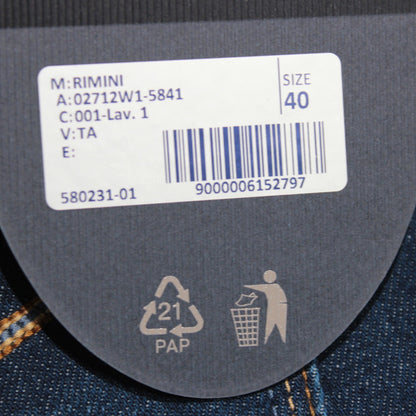 M:RIMINI
A:02712W1-5841
C:001-Lav. 1
V:TA
E:
SIZE
40
580231-01
9000006152797
21
PAP